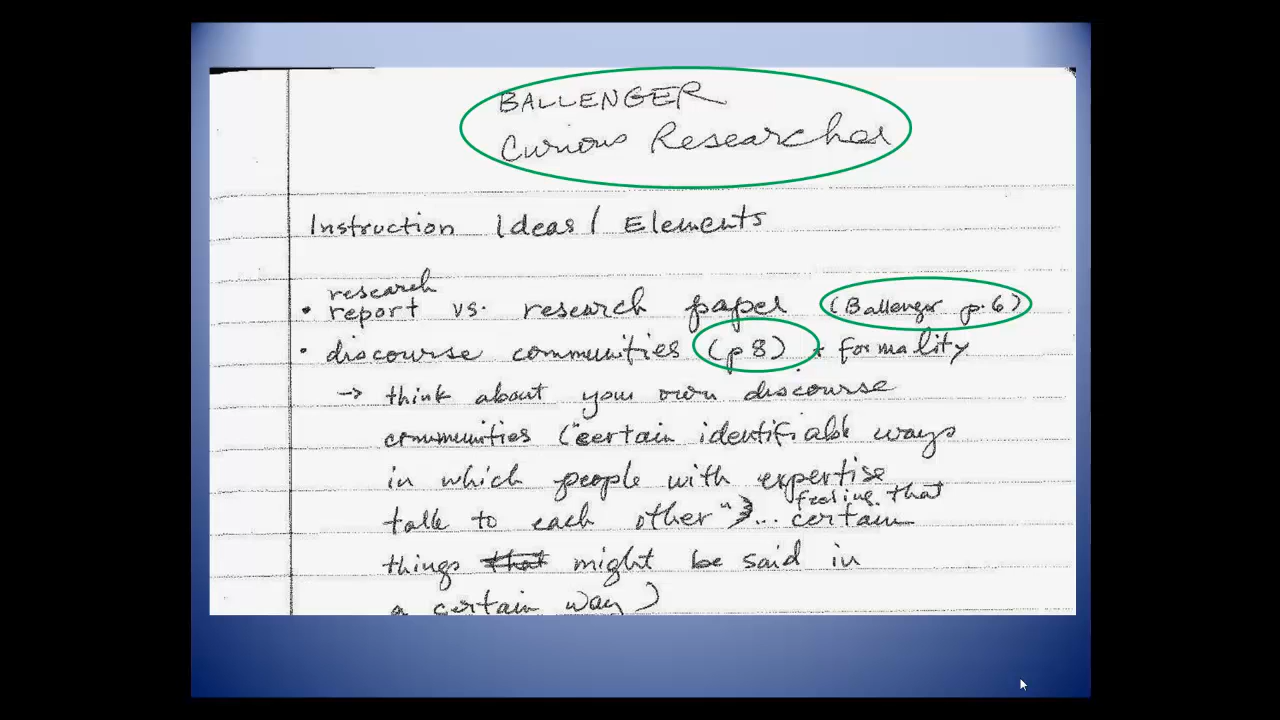 BALLENGER
Curious Researcher
Instruction Ideas / Elements
research
• report vs. research paper (Ballenger p. 6)
• discourse communities (p 8) + formality
→ think about your own discourse
communities ("certain identifiable ways
in which people with expertise
feeling that
talk to each other" ... certain
things that might be said in
a certain way)